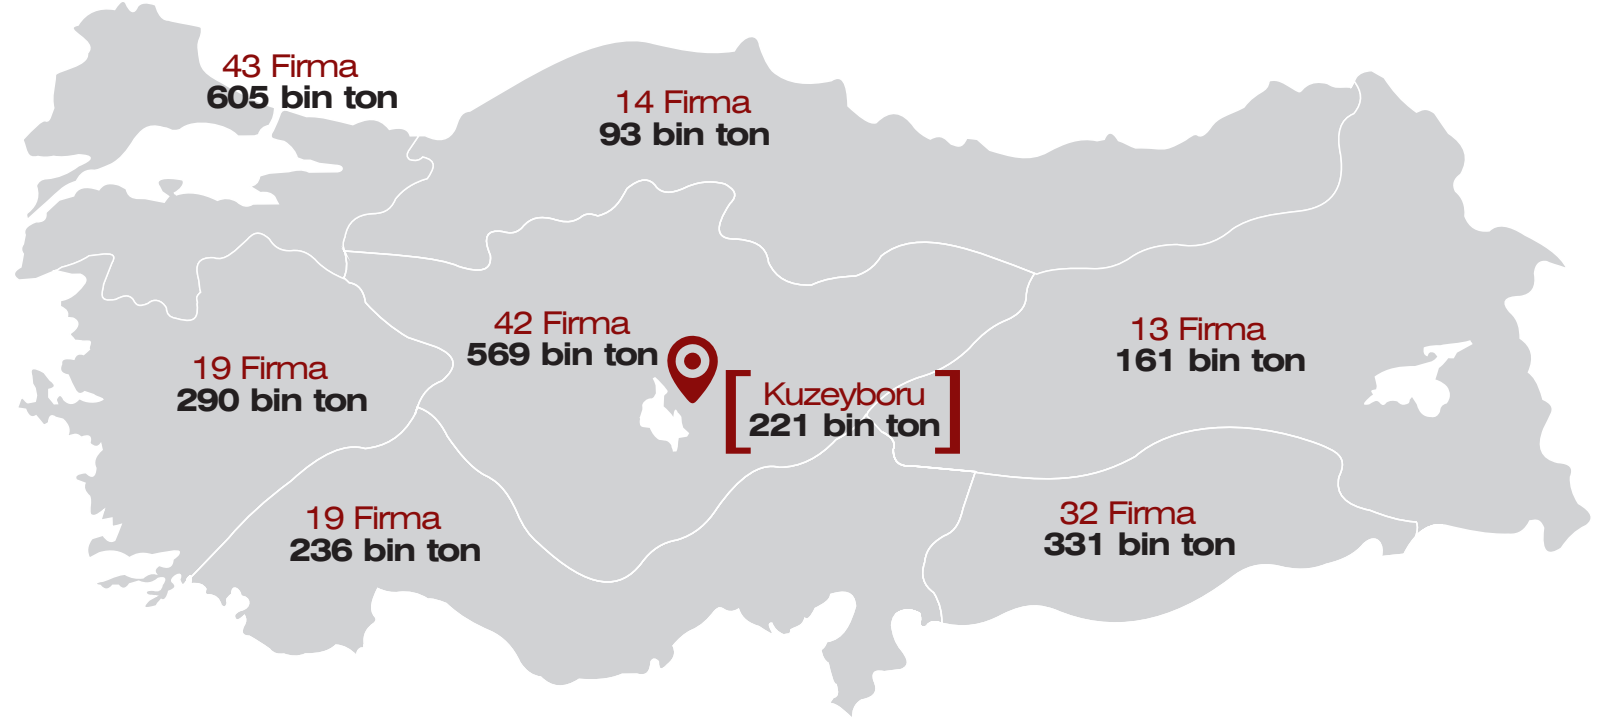 43 Firma
605 bin ton
14 Firma
93 bin ton
42 Firma
569 bin ton
13 Firma
161 bin ton
19 Firma
290 bin ton
Kuzeyboru
221 bin ton
19 Firma
236 bin ton
32 Firma
331 bin ton